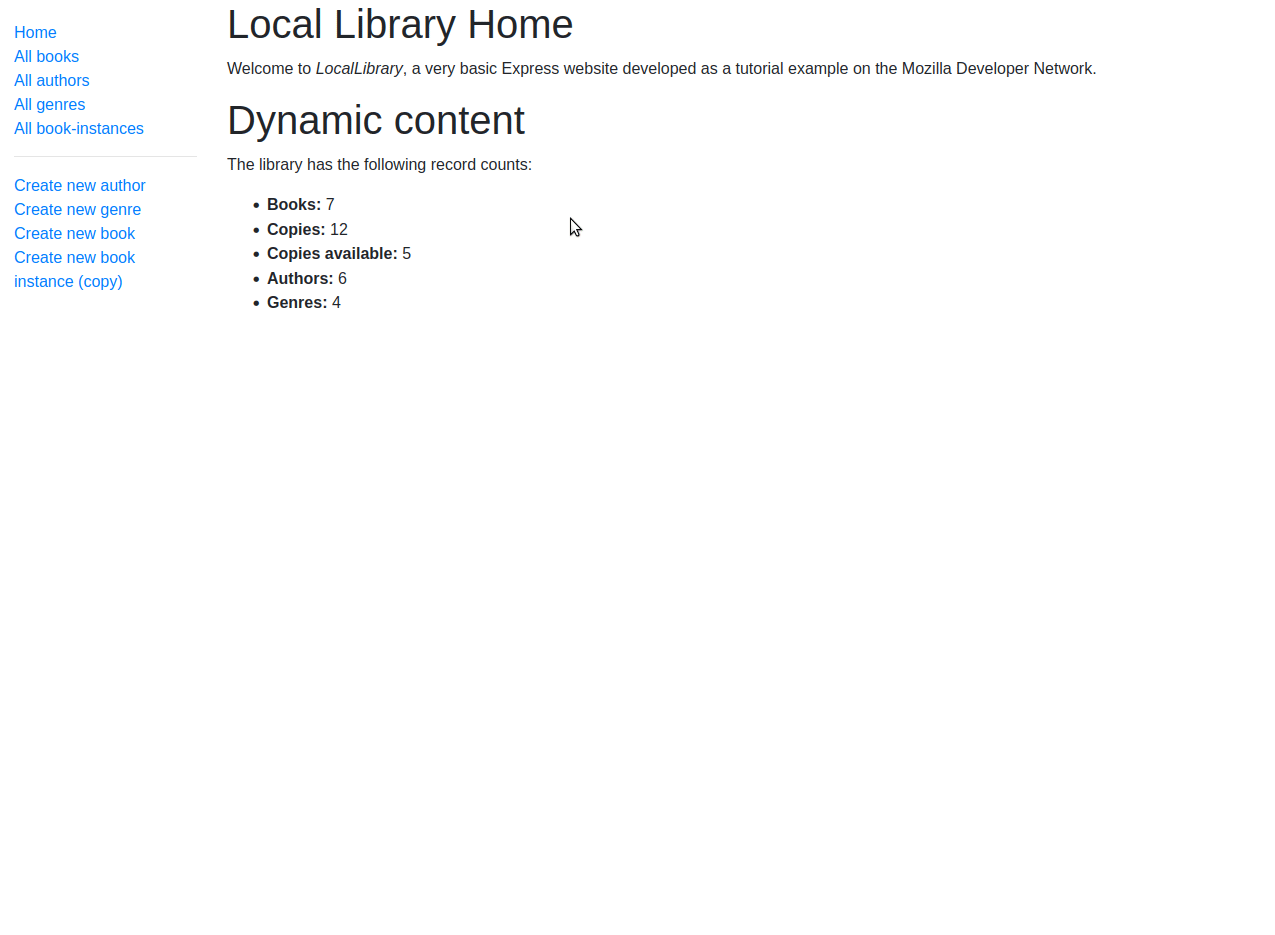 Home
All books
All authors
All genres
All book-instances
Create new author
Create new genre
Create new book
Create new book
instance (copy)
Local Library Home
Welcome to LocalLibrary, a very basic Express website developed as a tutorial example on the Mozilla Developer Network.
Dynamic content
The library has the following record counts:
Books: 7
Copies: 12
Copies available: 5
Authors: 6
Genres: 4